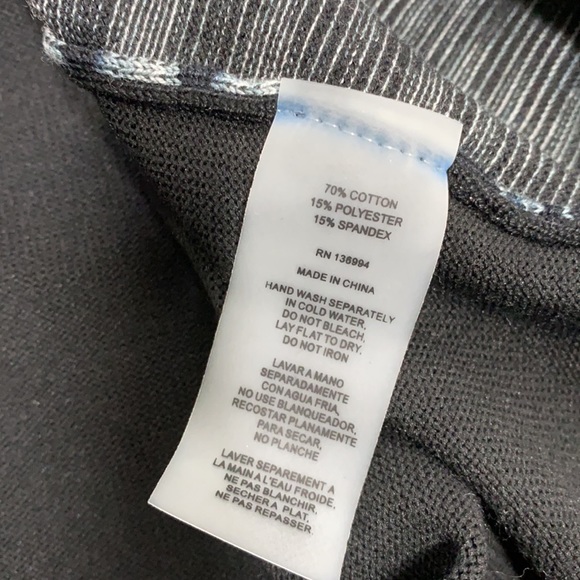 70% COTTON
15% POLYESTER
15% SPANDEX
RN 136994
MADE IN CHINA
HAND WASH SEPARATELY
IN COLD WATER,
DO NOT BLEACH,
LAY FLAT TO DRY,
DO NOT IRON
LAVAR A MANO
SEPARADAMENTE
CON AGUA FRIA,
NO USE BLANQUEADOR,
RECOSTAR PLANAMENTE
PARA SECAR,
NO PLANCHE
LAVER SEPAREMENT A
LA MAIN A L'EAU FROIDE,
NE PAS BLANCHIR,
SECHER A PLAT,
NE PAS REPASSER